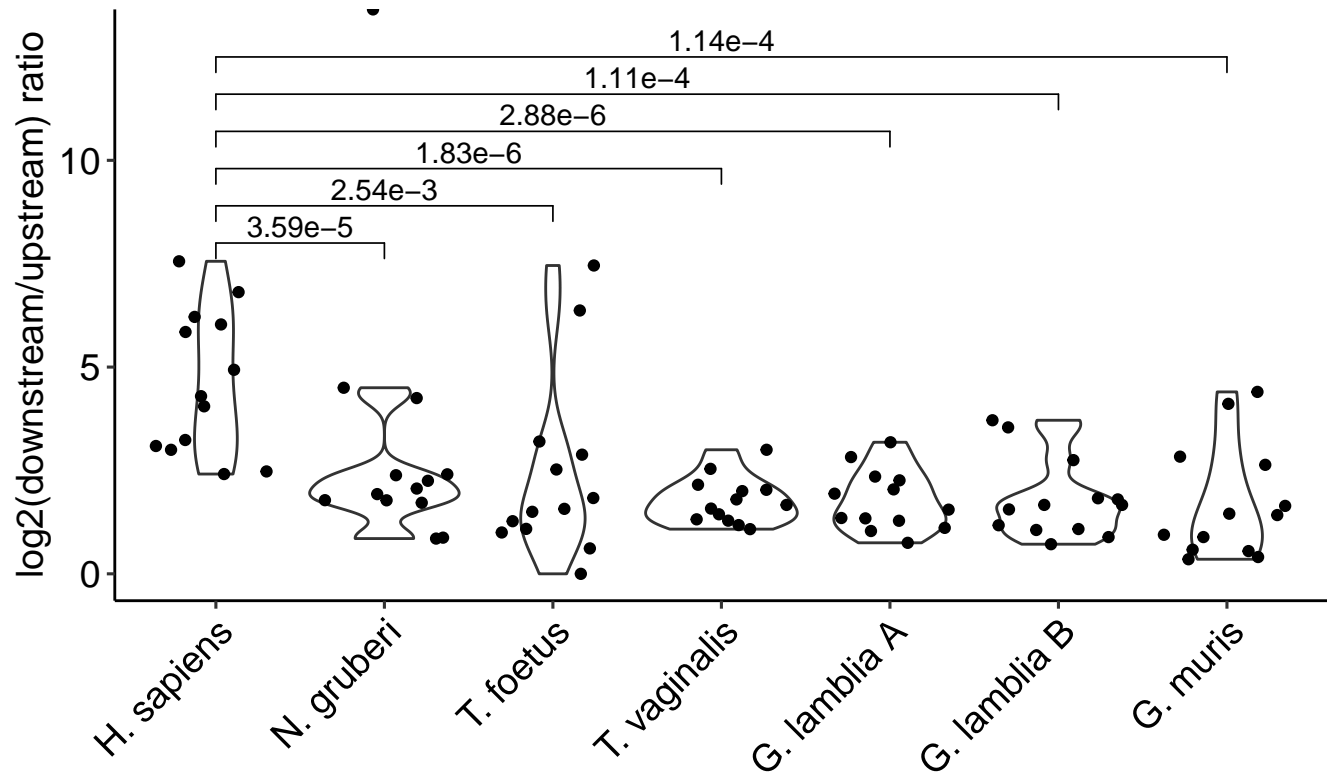 log2(downstream/upstream) ratio
1.14e−4
1.11e−4
2.88e−6
10
1.83e−6
2.54e−3
3.59e−5
5
0
H. sapiens
N. gruberi
T. foetus
T. vaginalis
G. lamblia A
G. lamblia B
G. muris